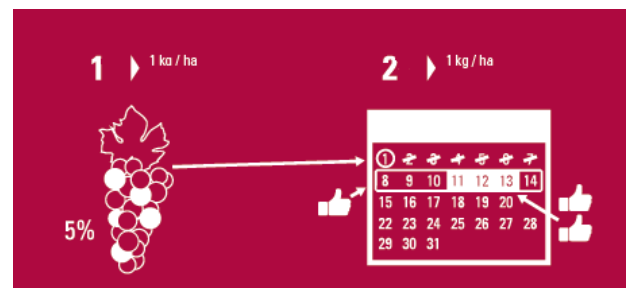 1 1 ka / ha
2 1 kg / ha
1 2 3 4 5 6 7
8 9 10 11 12 13 14
15 16 17 18 19 20
22 23 24 25 26 27 28
29 30 31
5%